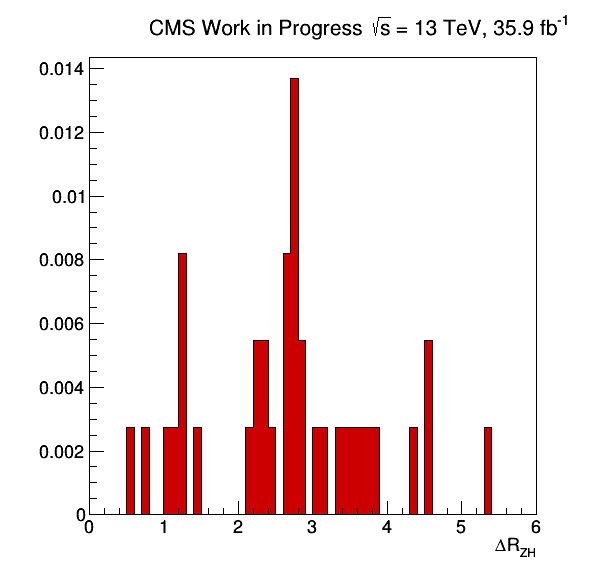 CMS Work in Progress √s = 13 TeV, 35.9 fb⁻¹
0.014
0.012
0.01
0.008
0.006
0.004
0.002
0
0 1 2 3 4 5 6
ΔR_ZH